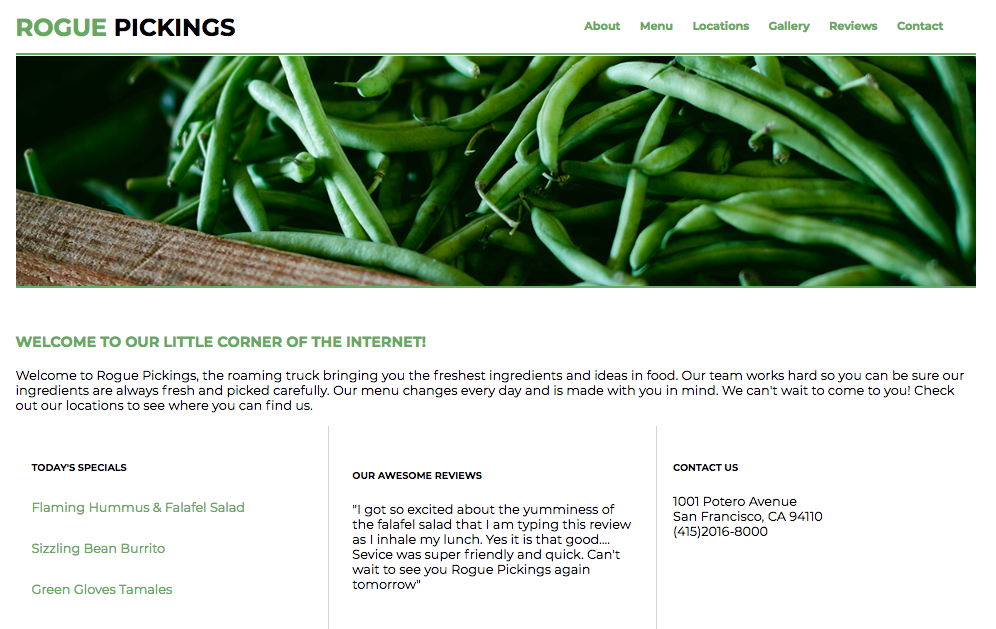 ROGUE PICKINGS
About Menu Locations Gallery Reviews Contact
WELCOME TO OUR LITTLE CORNER OF THE INTERNET!
Welcome to Rogue Pickings, the roaming truck bringing you the freshest ingredients and ideas in food. Our team works hard so you can be sure our
ingredients are always fresh and picked carefully. Our menu changes every day and is made with you in mind. We can't wait to come to you! Check
out our locations to see where you can find us.
TODAY'S SPECIALS
Flaming Hummus & Falafel Salad
Sizzling Bean Burrito
Green Gloves Tamales
OUR AWESOME REVIEWS
"I got so excited about the yumminess of
the falafel salad that I am typing this review
as I inhale my lunch. Yes it is that good....
Sevice was super friendly and quick. Can't
wait to see you Rogue Pickings again
tomorrow"
CONTACT US
1001 Potero Avenue
San Francisco, CA 94110
(415)2016-8000